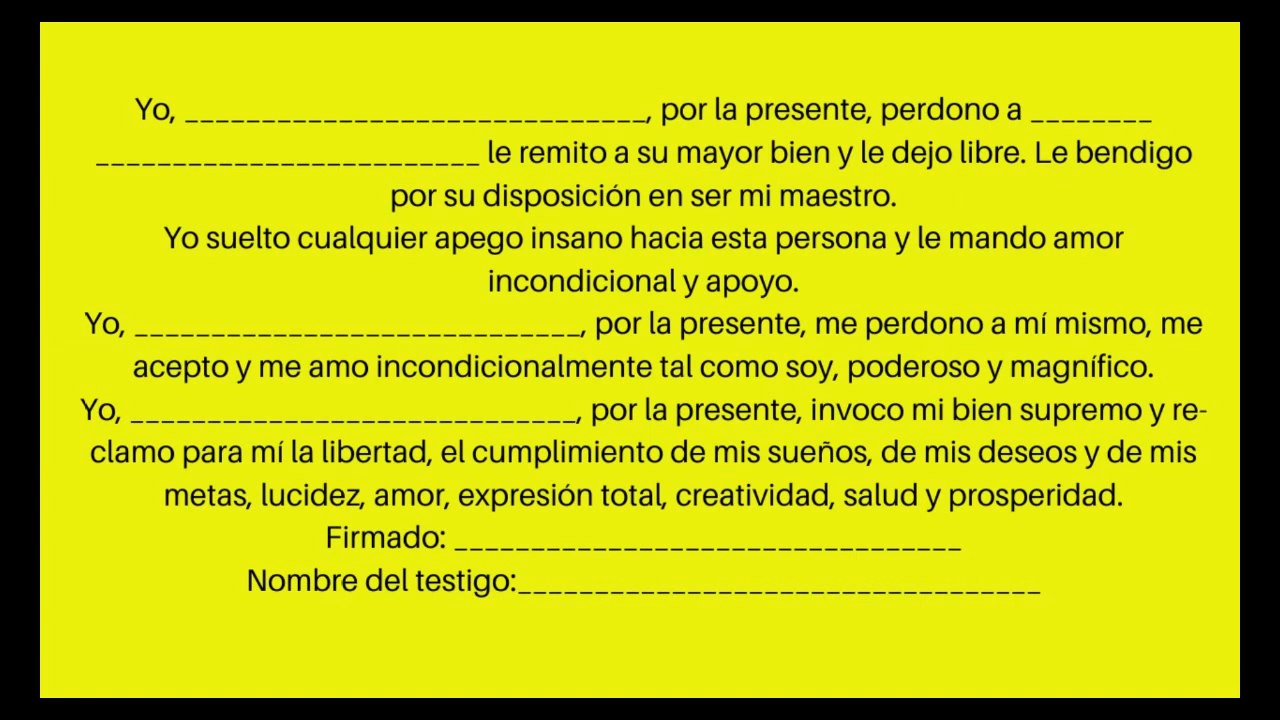 Yo, ______________________________, por la presente, perdono a ________
_________________________ le remito a su mayor bien y le dejo libre. Le bendigo
por su disposición en ser mi maestro.
Yo suelto cualquier apego insano hacia esta persona y le mando amor
incondicional y apoyo.
Yo, _____________________________, por la presente, me perdono a mí mismo, me
acepto y me amo incondicionalmente tal como soy, poderoso y magnífico.
Yo, _____________________________, por la presente, invoco mi bien supremo y re-
clamo para mí la libertad, el cumplimiento de mis sueños, de mis deseos y de mis
metas, lucidez, amor, expresión total, creatividad, salud y prosperidad.
Firmado: _________________________________
Nombre del testigo:__________________________________